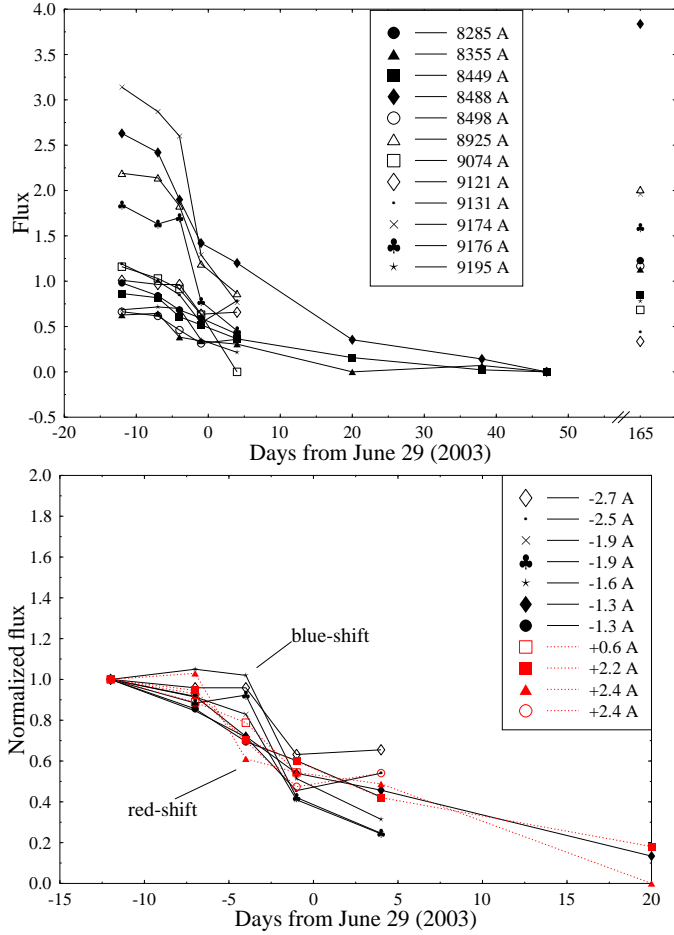 4.0
3.5
3.0
2.5
2.0
1.5
1.0
0.5
0.0
-0.5
Flux
8285 A
8355 A
8449 A
8488 A
8498 A
8925 A
9074 A
9121 A
9131 A
9174 A
9176 A
9195 A
-20 -10 0 10 20 30 40 50 165
Days from June 29 (2003)
2.0
1.8
1.6
1.4
1.2
1.0
0.8
0.6
0.4
0.2
0.0
Normalized flux
-2.7 A
-2.5 A
-1.9 A
-1.9 A
-1.6 A
-1.3 A
-1.3 A
+0.6 A
+2.2 A
+2.4 A
+2.4 A
blue-shift
red-shift
-15 -10 -5 0 5 10 15 20
Days from June 29 (2003)